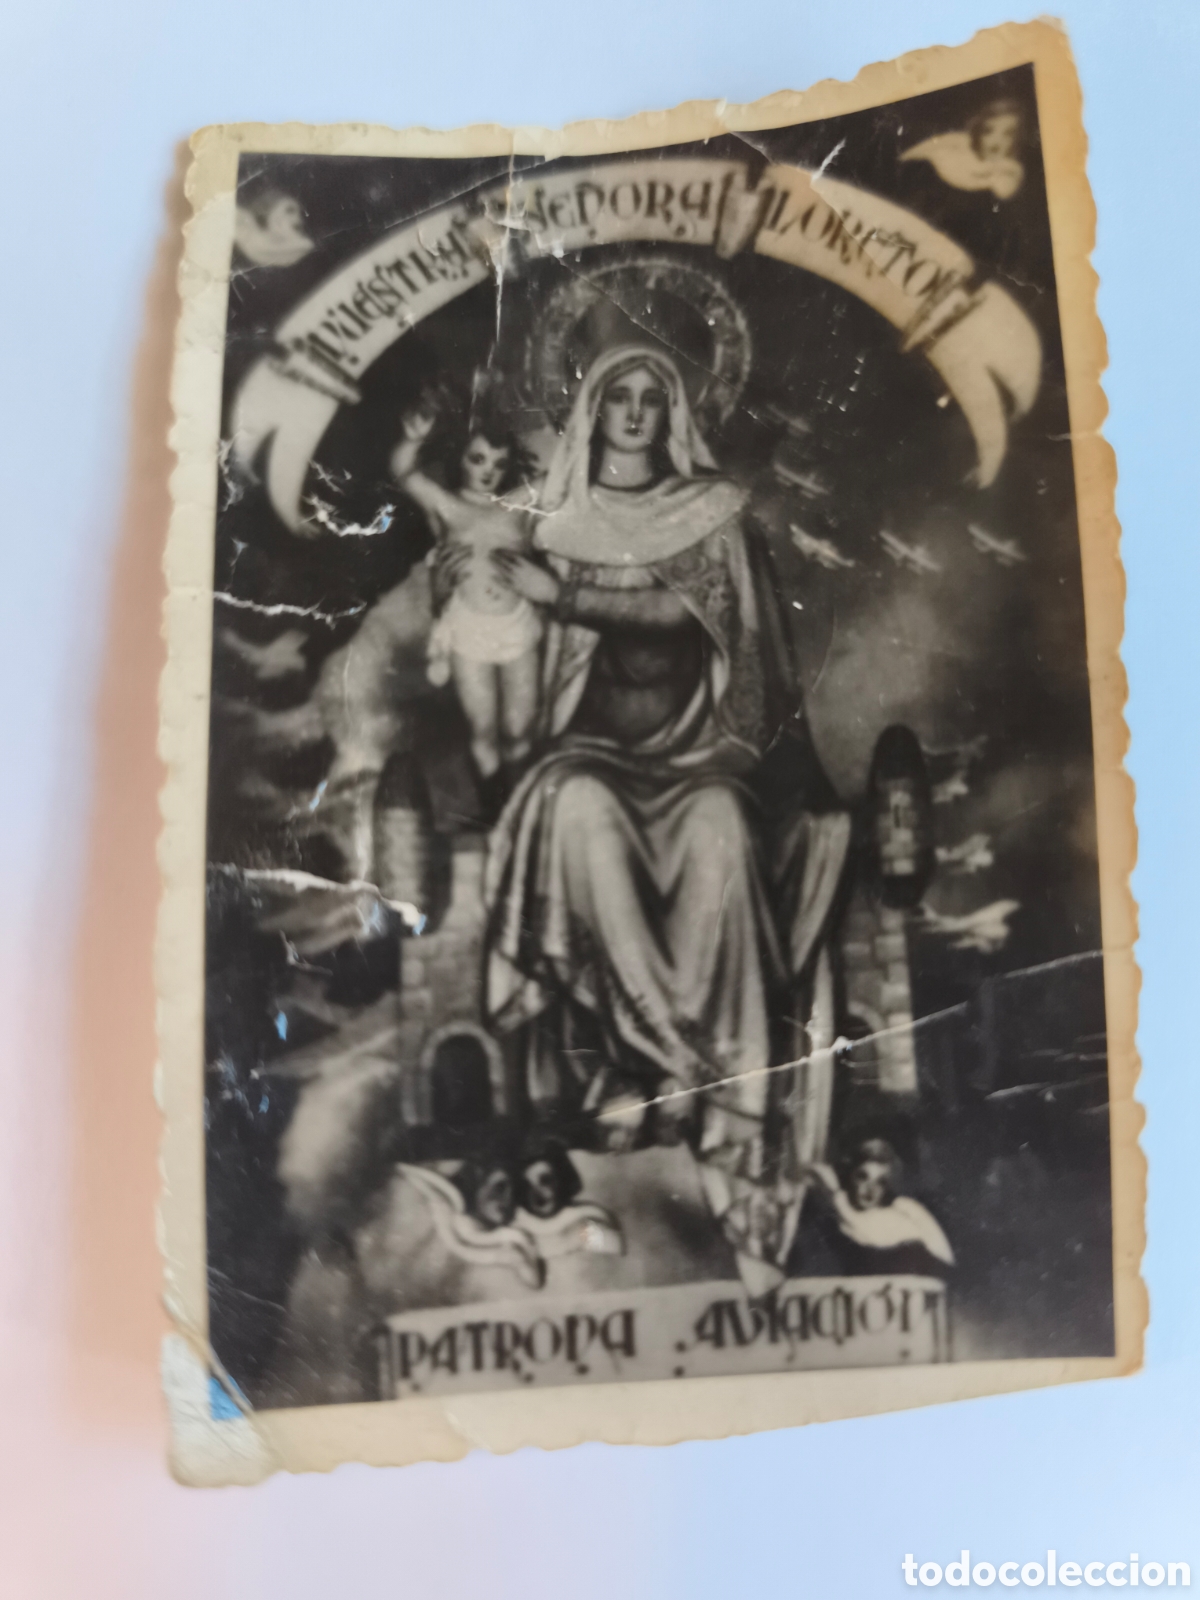 NUESTRA SEÑORA LORETO
PATRONA AVIACIÓN
todocoleccion